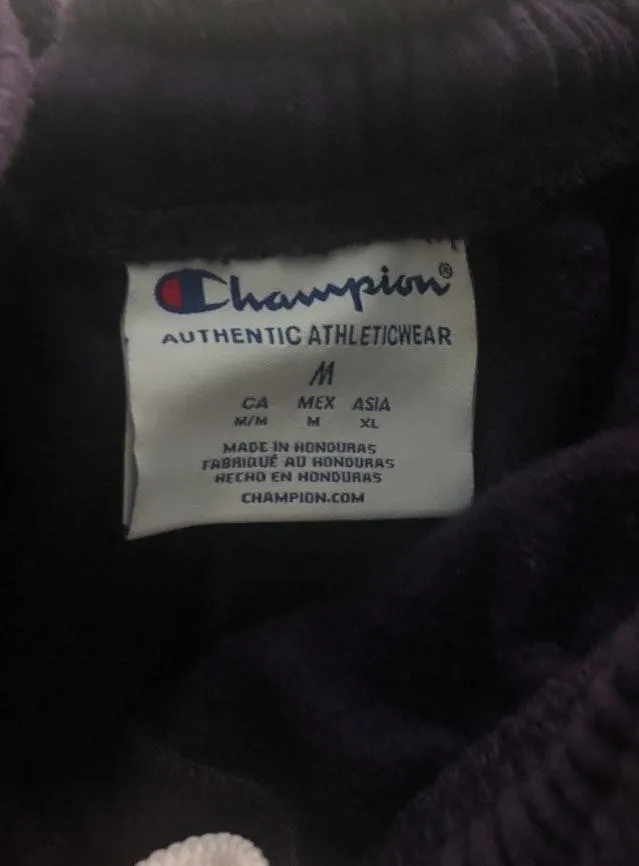 Champion®
AUTHENTIC ATHLETICWEAR
M
CA MEX ASIA
M/M M XL
MADE IN HONDURAS
FABRIQUÉ AU HONDURAS
HECHO EN HONDURAS
CHAMPION.COM